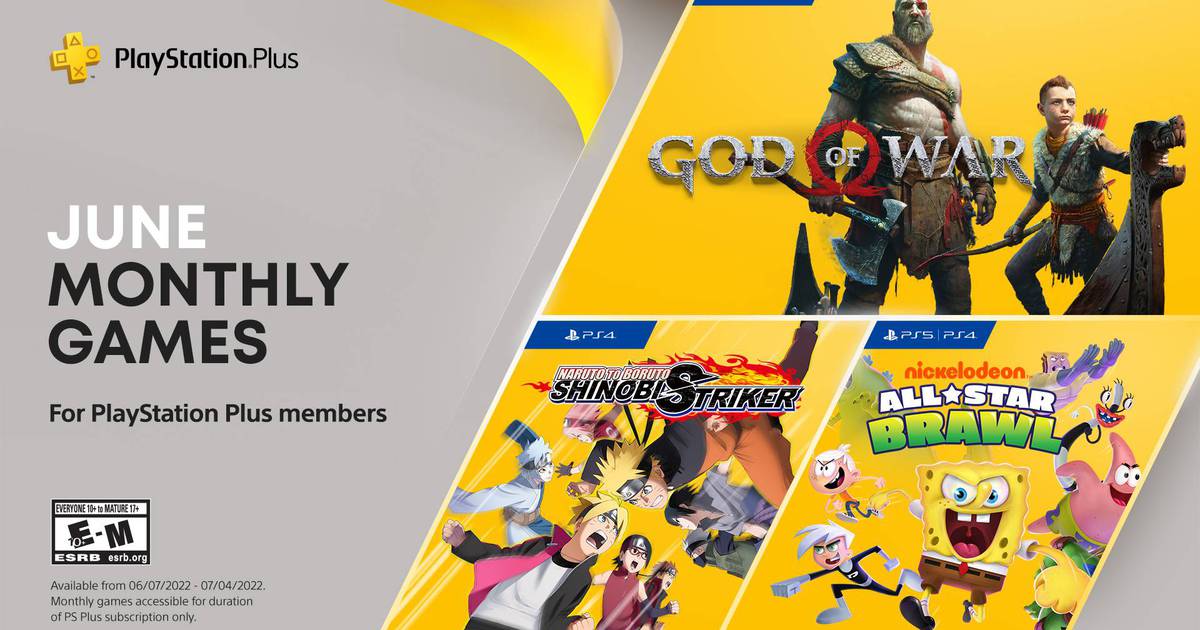 PlayStation.Plus
JUNE
MONTHLY
GAMES
For PlayStation Plus members
EVERYONE 10+ to MATURE 17+
E-M
10+
ESRB esrb.org
Available from 06/07/2022 - 07/04/2022.
Monthly games accessible for duration
of PS Plus subscription only.
GOD OF WAR
PS4
NARUTO TO BORUTO
SHINOBI STRIKER
PS5 | PS4
nickelodeon
ALL★STAR
BRAWL